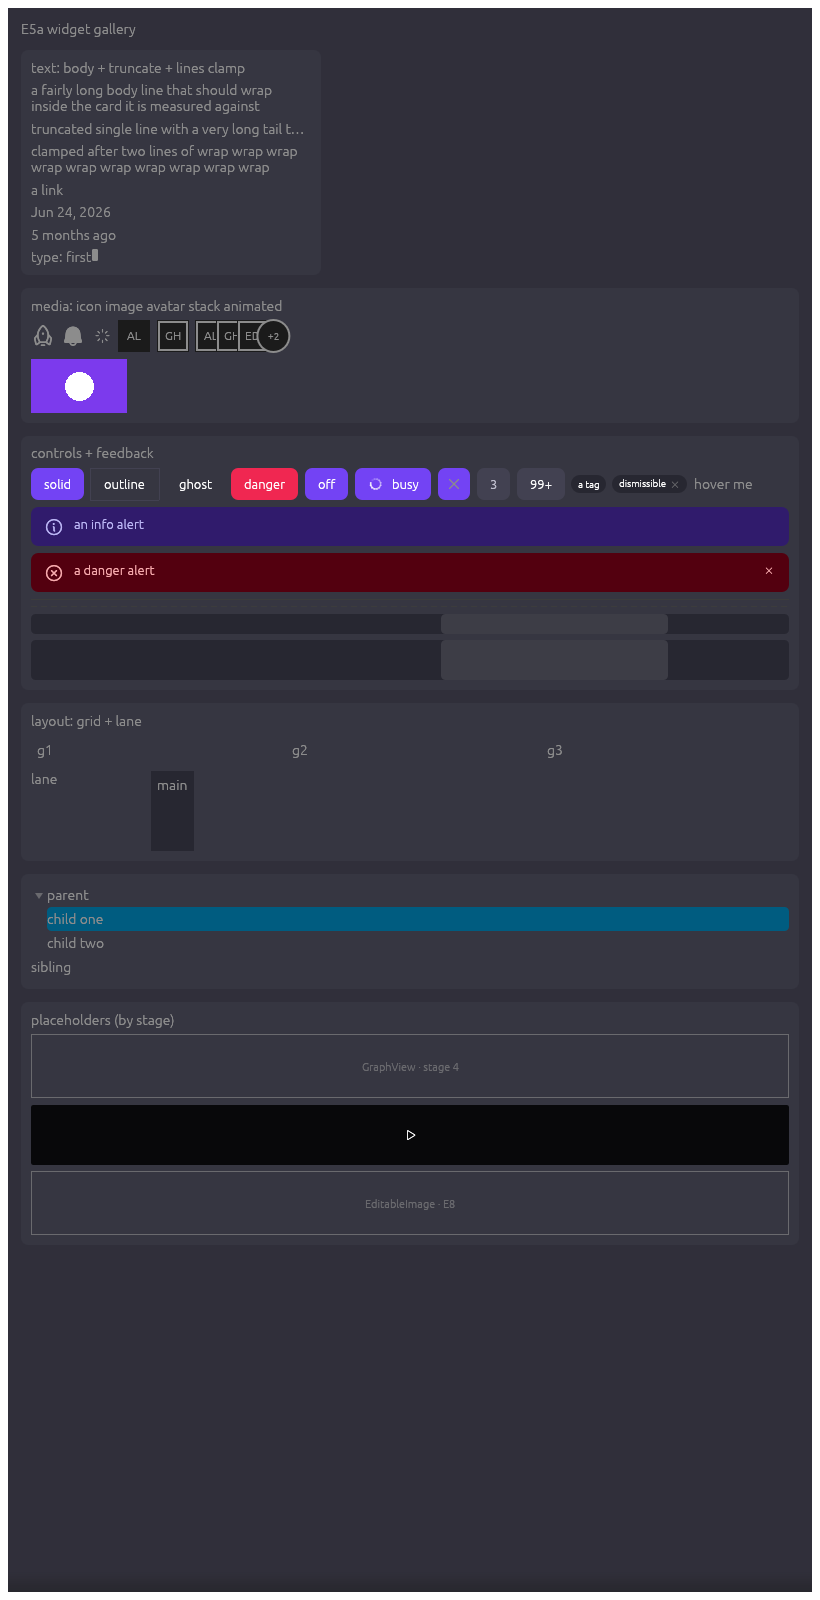 E5a widget gallery
text: body + truncate + lines clamp
a fairly long body line that should wrap
inside the card it is measured against
truncated single line with a very long tail t…
clamped after two lines of wrap wrap wrap
wrap wrap wrap wrap wrap wrap wrap
a link
Jun 24, 2026
5 months ago
type: first
media: icon image avatar stack animated
AL GH AL GH ED +2
controls + feedback
solid outline ghost danger off busy 3 99+ a tag dismissible hover me
an info alert
a danger alert
layout: grid + lane
g1 g2 g3
lane main
parent
child one
child two
sibling
placeholders (by stage)
GraphView · stage 4
EditableImage · E8